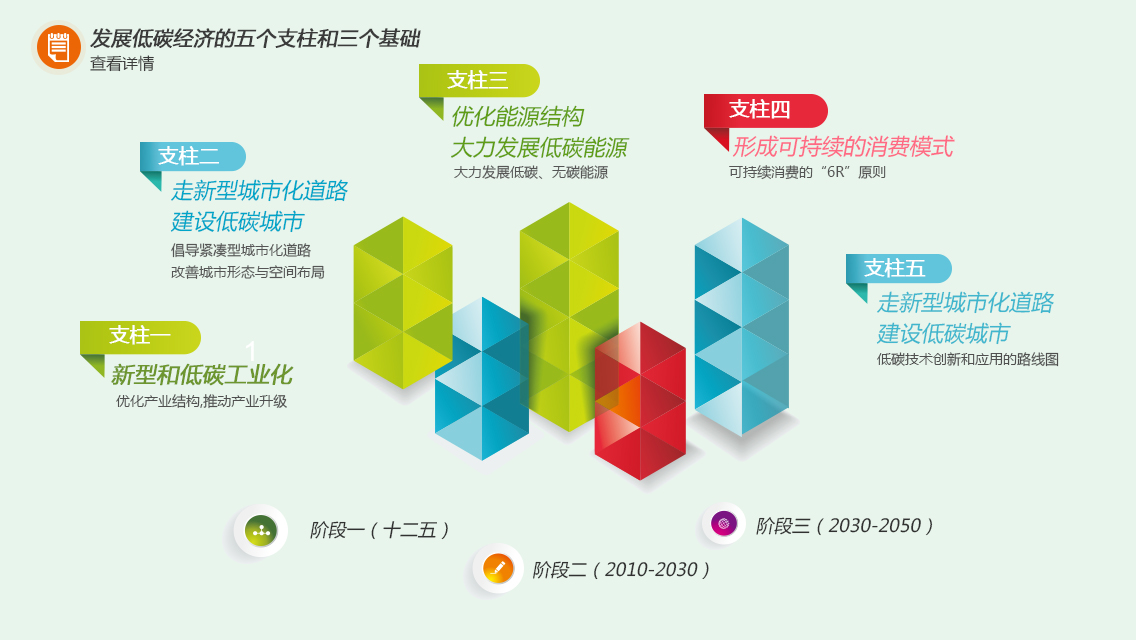 发展低碳经济的五个支柱和三个基础
查看详情
支柱一
1
新型和低碳工业化
优化产业结构,推动产业升级
支柱二
走新型城市化道路
建设低碳城市
倡导紧凑型城市化道路
改善城市形态与空间布局
支柱三
优化能源结构
大力发展低碳能源
大力发展低碳、无碳能源
支柱四
形成可持续的消费模式
可持续消费的“6R”原则
支柱五
走新型城市化道路
建设低碳城市
低碳技术创新和应用的路线图
阶段一（十二五）
阶段二（2010-2030）
阶段三（2030-2050）